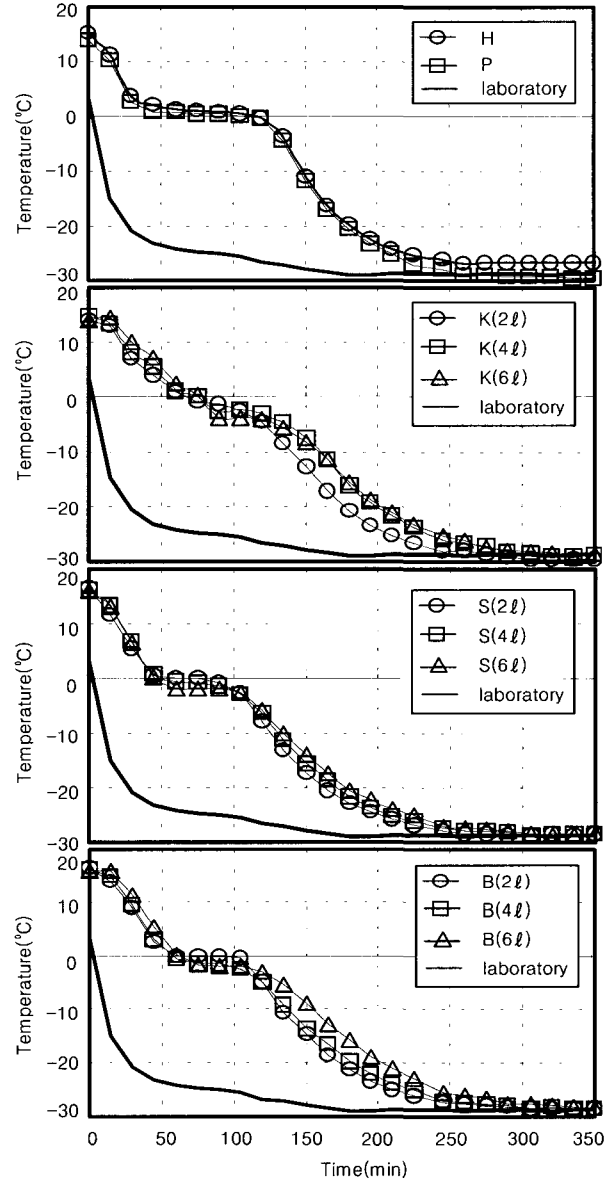 20
10
0
-10
-20
-30
Temperature(℃)
H
P
laboratory
20
10
0
-10
-20
-30
Temperature(℃)
K(2ℓ)
K(4ℓ)
K(6ℓ)
laboratory
20
10
0
-10
-20
-30
Temperature(℃)
S(2ℓ)
S(4ℓ)
S(6ℓ)
laboratory
20
10
0
-10
-20
-30
Temperature(℃)
B(2ℓ)
B(4ℓ)
B(6ℓ)
laboratory
0 50 100 150 200 250 300 350
Time(min)